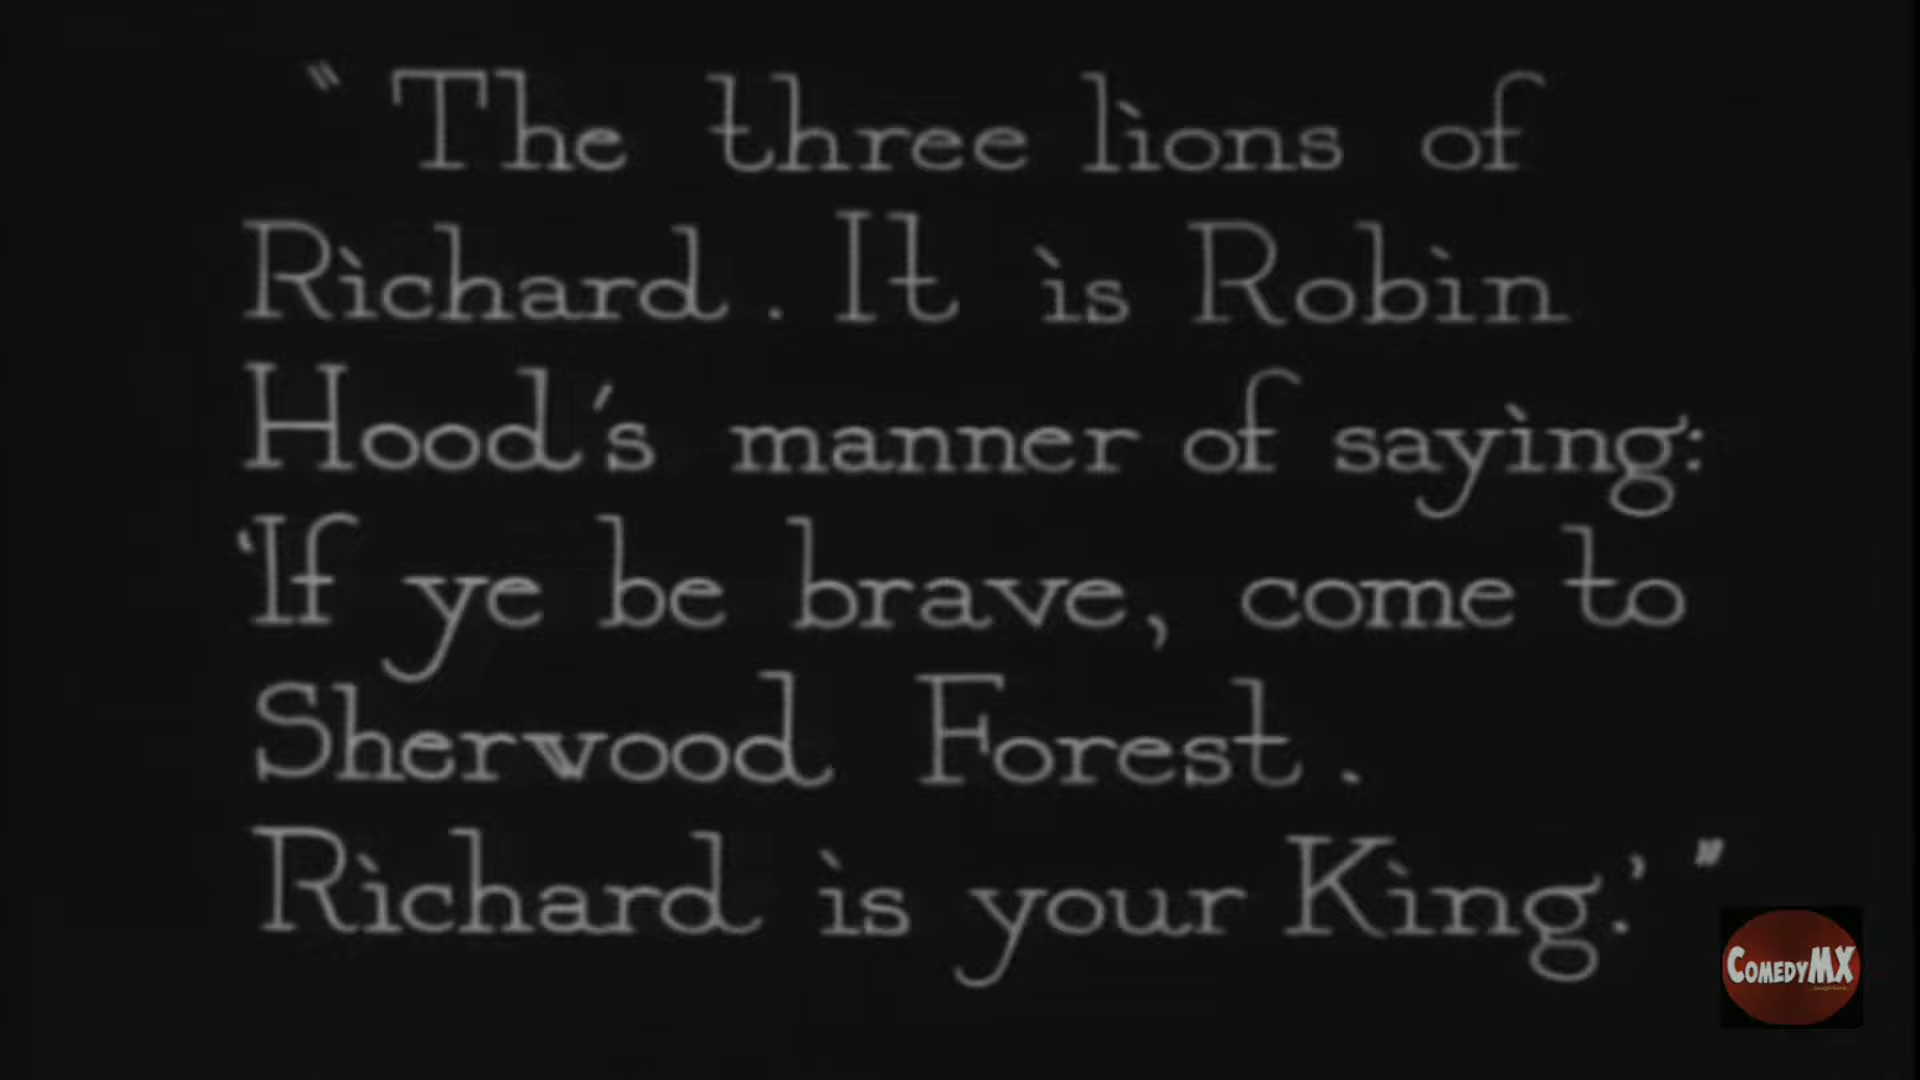 "The three lions of
Richard. It is Robin
Hood's manner of saying:
'If ye be brave, come to
Sherwood Forest.
Richard is your King.'"
COMEDYMX